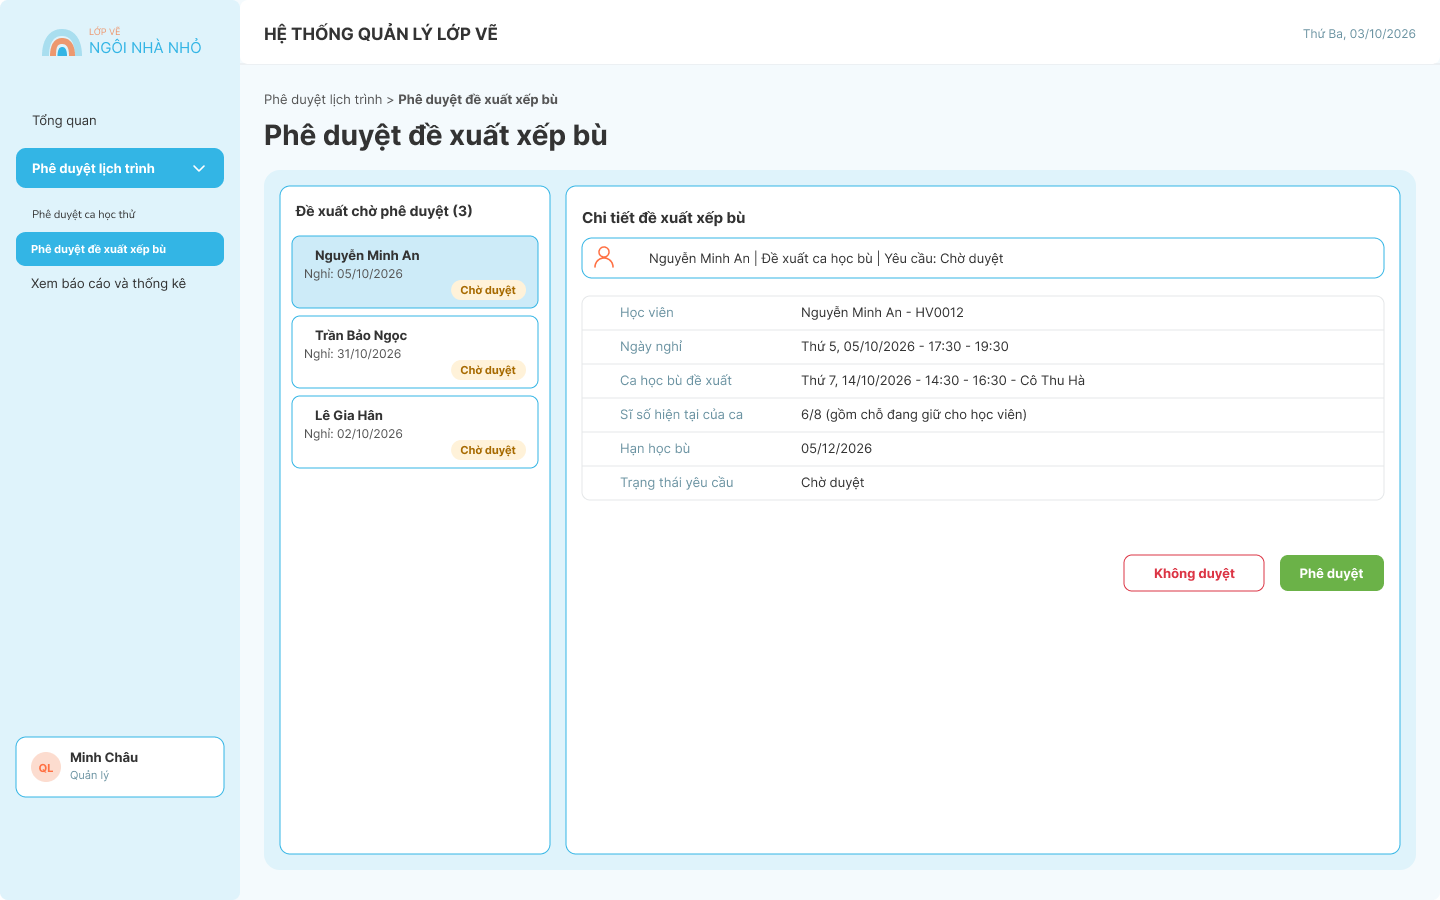 LỚP VẼ
NGÔI NHÀ NHỎ
Tổng quan
Phê duyệt lịch trình
Phê duyệt ca học thử
Phê duyệt đề xuất xếp bù
Xem báo cáo và thống kê
QL
Minh Châu
Quản lý
HỆ THỐNG QUẢN LÝ LỚP VẼ
Thứ Ba, 03/10/2026
Phê duyệt lịch trình > Phê duyệt đề xuất xếp bù
Phê duyệt đề xuất xếp bù
Đề xuất chờ phê duyệt (3)
Nguyễn Minh An
Nghỉ: 05/10/2026
Chờ duyệt
Trần Bảo Ngọc
Nghỉ: 31/10/2026
Chờ duyệt
Lê Gia Hân
Nghỉ: 02/10/2026
Chờ duyệt
Chi tiết đề xuất xếp bù
Nguyễn Minh An | Đề xuất ca học bù | Yêu cầu: Chờ duyệt
Học viên Nguyễn Minh An - HV0012
Ngày nghỉ Thứ 5, 05/10/2026 - 17:30 - 19:30
Ca học bù đề xuất Thứ 7, 14/10/2026 - 14:30 - 16:30 - Cô Thu Hà
Sĩ số hiện tại của ca 6/8 (gồm chỗ đang giữ cho học viên)
Hạn học bù 05/12/2026
Trạng thái yêu cầu Chờ duyệt
Không duyệt
Phê duyệt